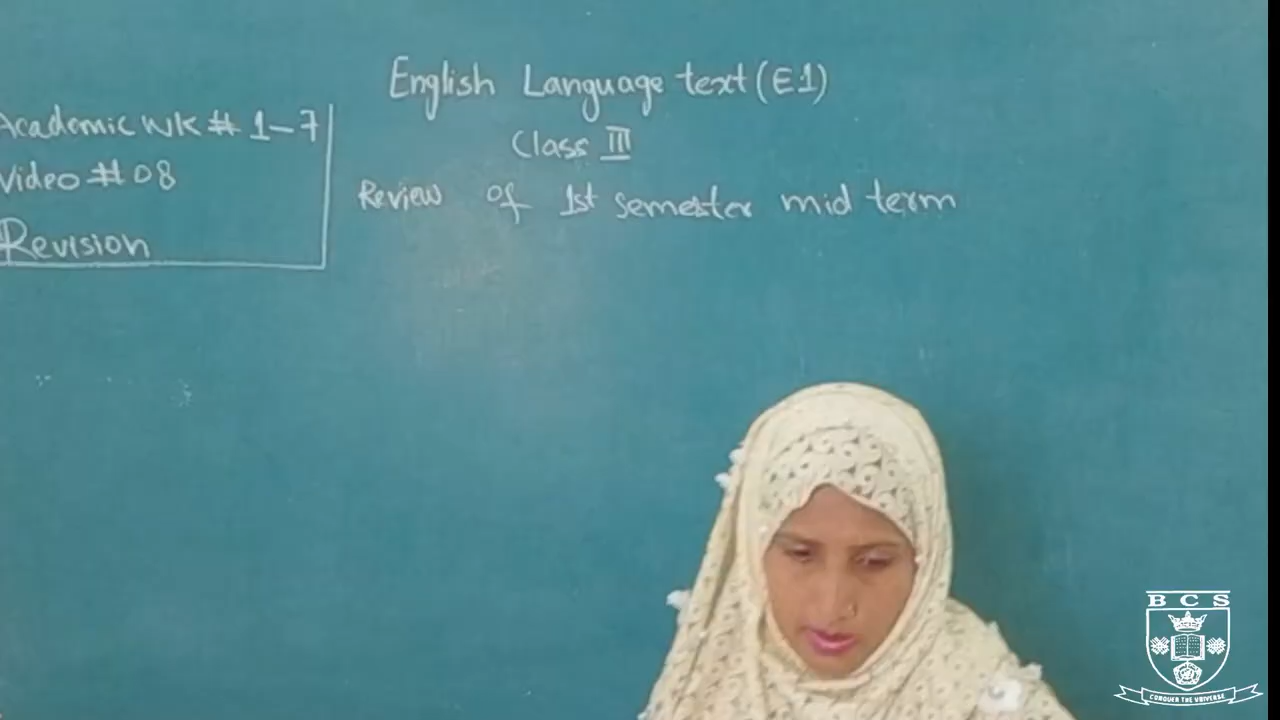 English Language text (E1)
Class III
Review of 1st semester mid term
Academic WK # 1-7
Video # 08
Revision
BCS
CONQUER THE UNIVERSE